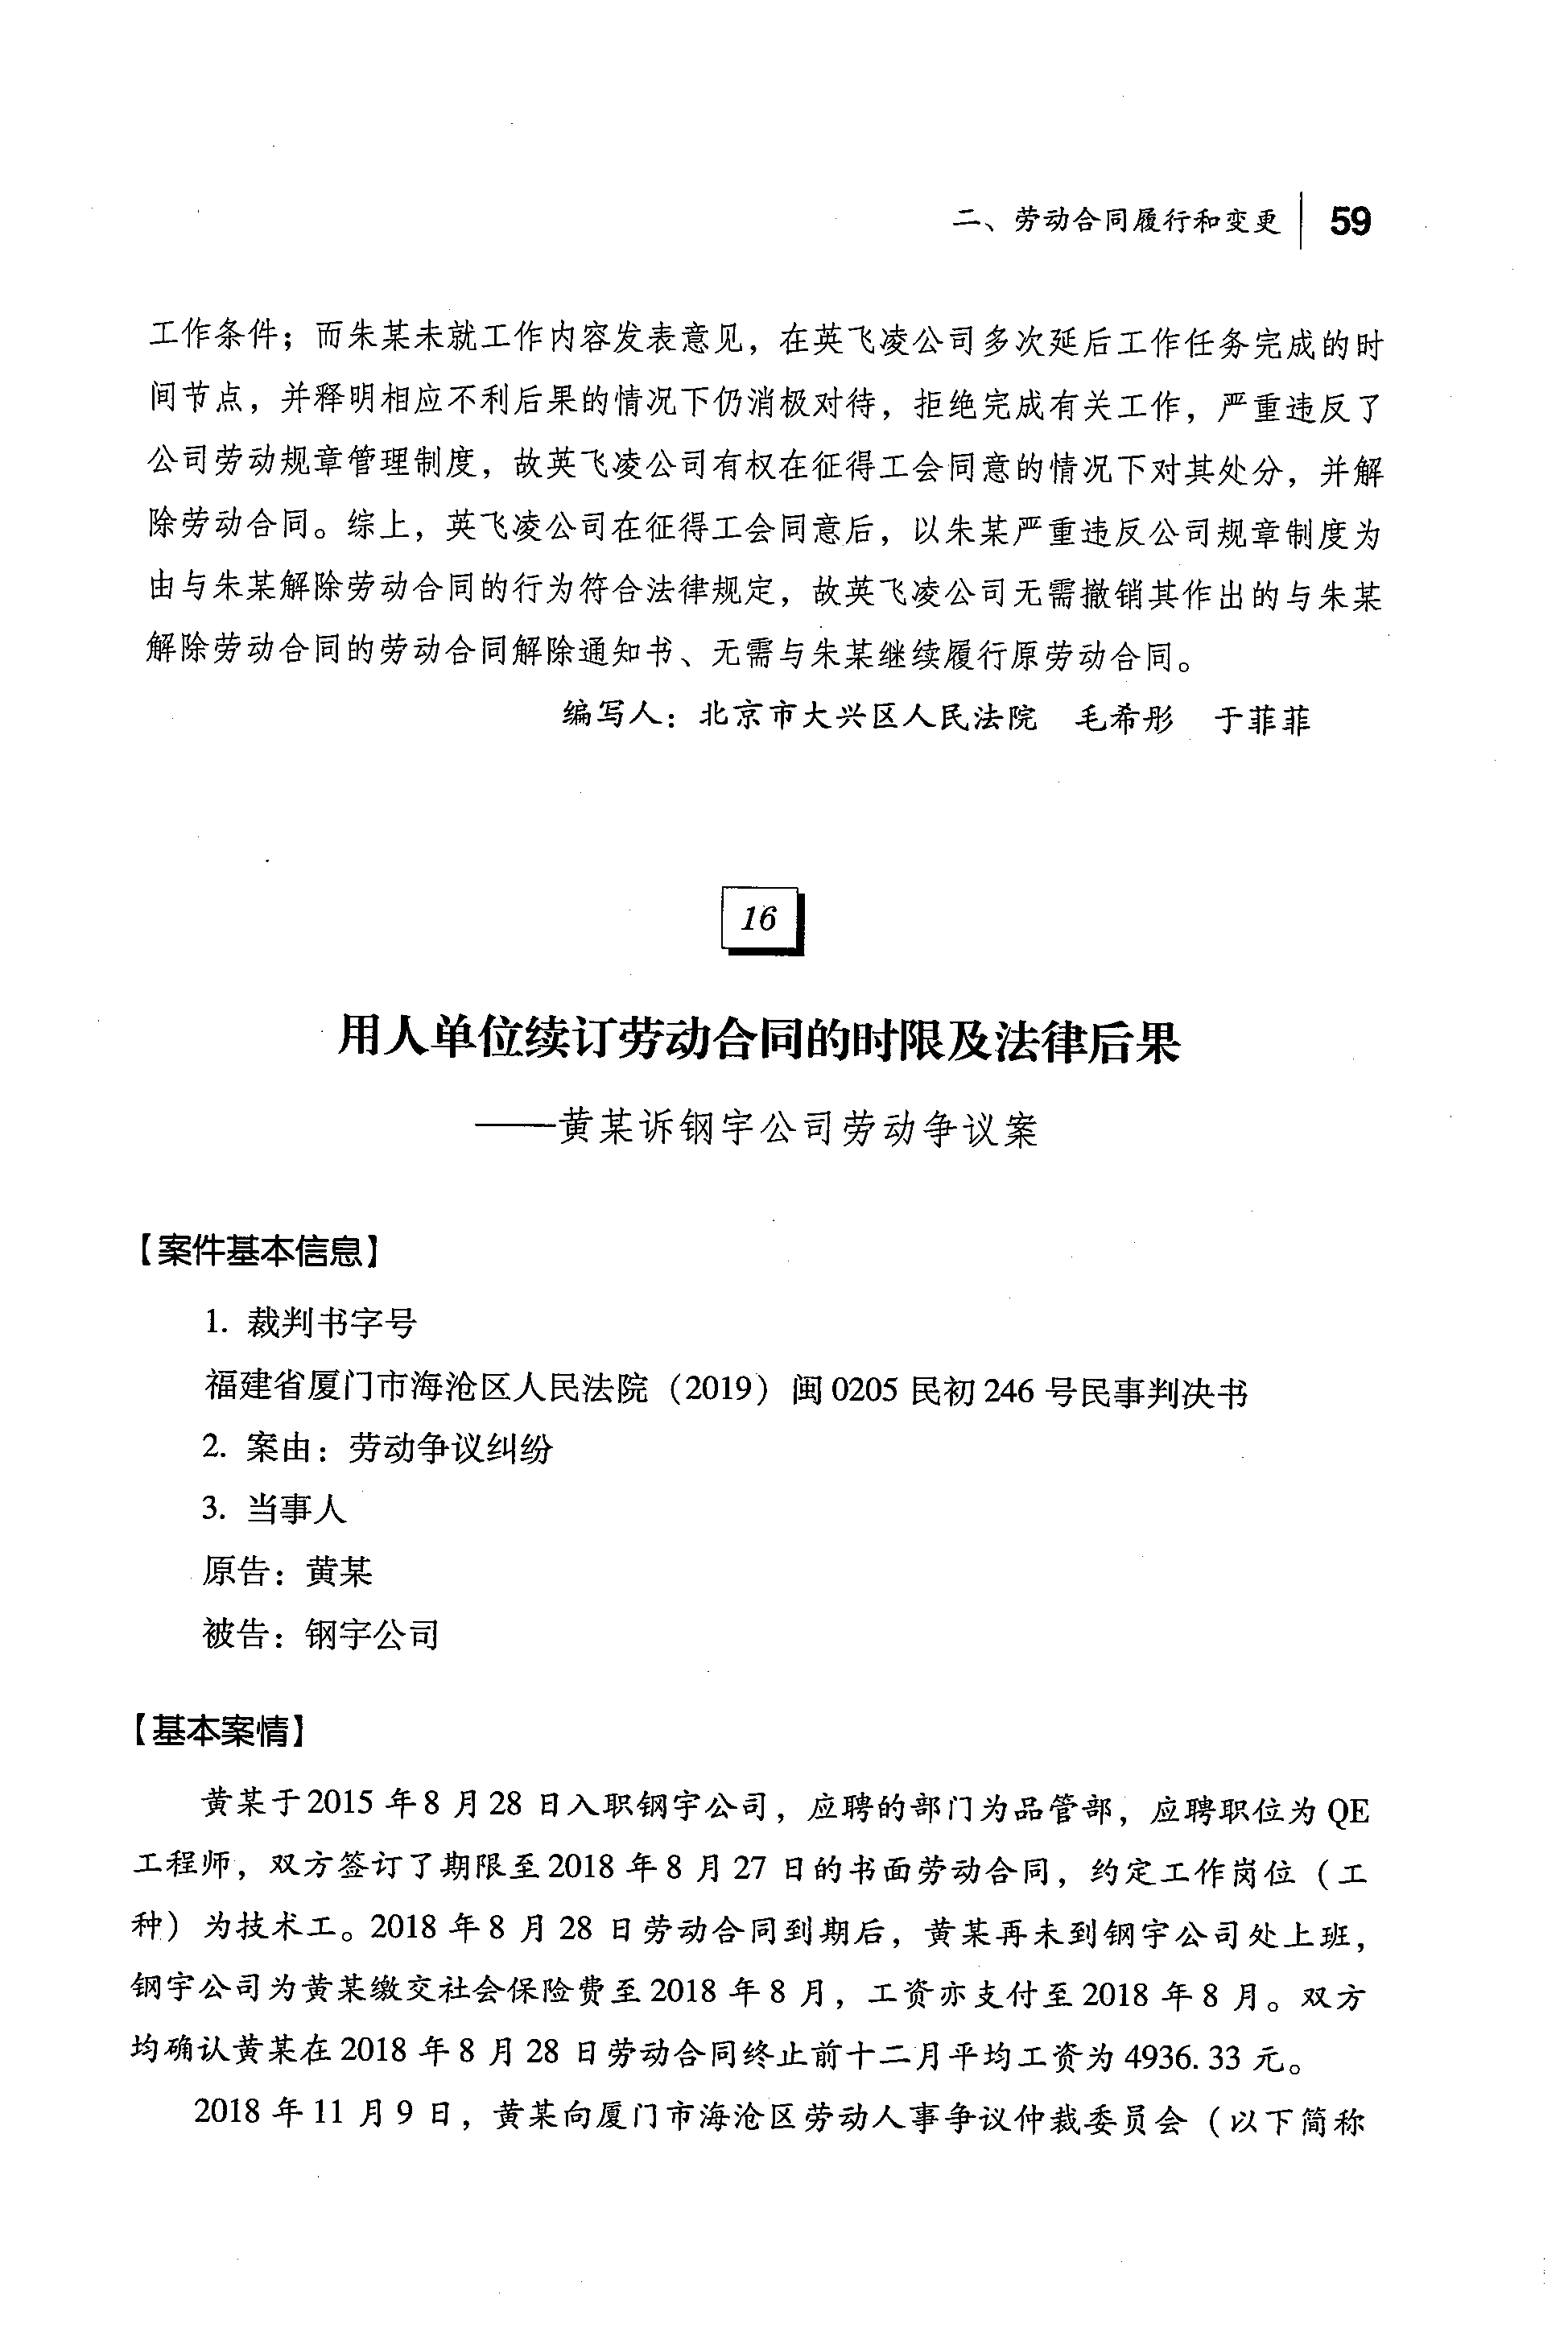 二、劳动合同履行和变更 59
工作条件；而朱某未就工作内容发表意见，在英飞凌公司多次延后工作任务完成的时
间节点，并释明相应不利后果的情况下仍消极对待，拒绝完成有关工作，严重违反了
公司劳动规章管理制度，故英飞凌公司有权在征得工会同意的情况下对其处分，并解
除劳动合同。综上，英飞凌公司在征得工会同意后，以朱某严重违反公司规章制度为
由与朱某解除劳动合同的行为符合法律规定，故英飞凌公司无需撤销其作出的与朱某
解除劳动合同的劳动合同解除通知书、无需与朱某继续履行原劳动合同。
编写人：北京市大兴区人民法院 毛希彤 于菲菲
16
用人单位续订劳动合同的时限及法律后果
——黄某诉钢宇公司劳动争议案
【案件基本信息】
1. 裁判书字号
福建省厦门市海沧区人民法院（2019）闽0205民初246号民事判决书
2. 案由：劳动争议纠纷
3. 当事人
原告：黄某
被告：钢宇公司
【基本案情】
黄某于2015年8月28日入职钢宇公司，应聘的部门为品管部，应聘职位为QE
工程师，双方签订了期限至2018年8月27日的书面劳动合同，约定工作岗位（工
种）为技术工。2018年8月28日劳动合同到期后，黄某再未到钢宇公司处上班，
钢宇公司为黄某缴交社会保险费至2018年8月，工资亦支付至2018年8月。双方
均确认黄某在2018年8月28日劳动合同终止前十二月平均工资为4936.33元。
2018年11月9日，黄某向厦门市海沧区劳动人事争议仲裁委员会（以下简称